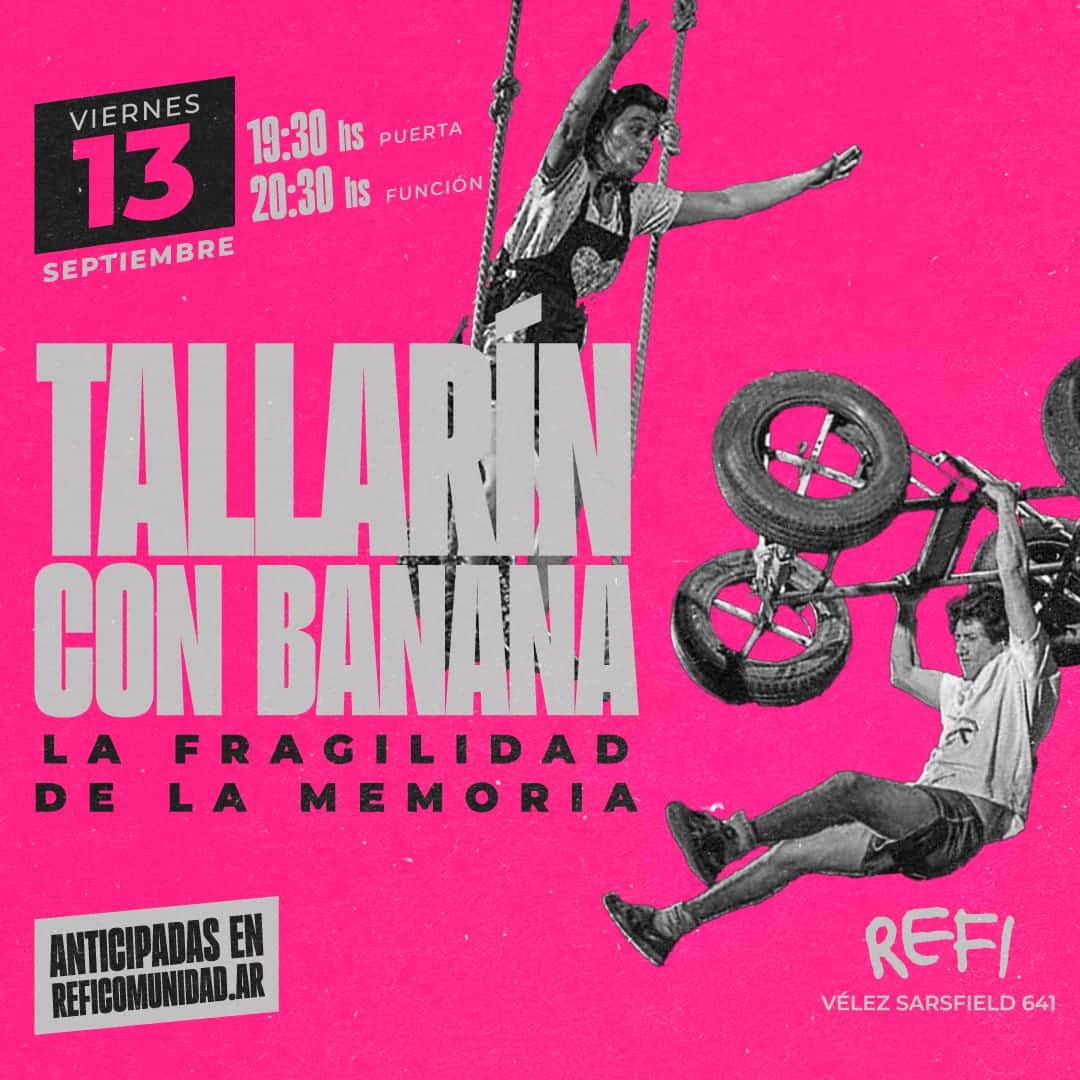 VIERNES
13
SEPTIEMBRE
19:30 hs PUERTA
20:30 hs FUNCIÓN
TALLARÍN
CON BANANA
LA FRAGILIDAD
DE LA MEMORIA
ANTICIPADAS EN
REFICOMUNIDAD.AR
REFI
VÉLEZ SARSFIELD 641